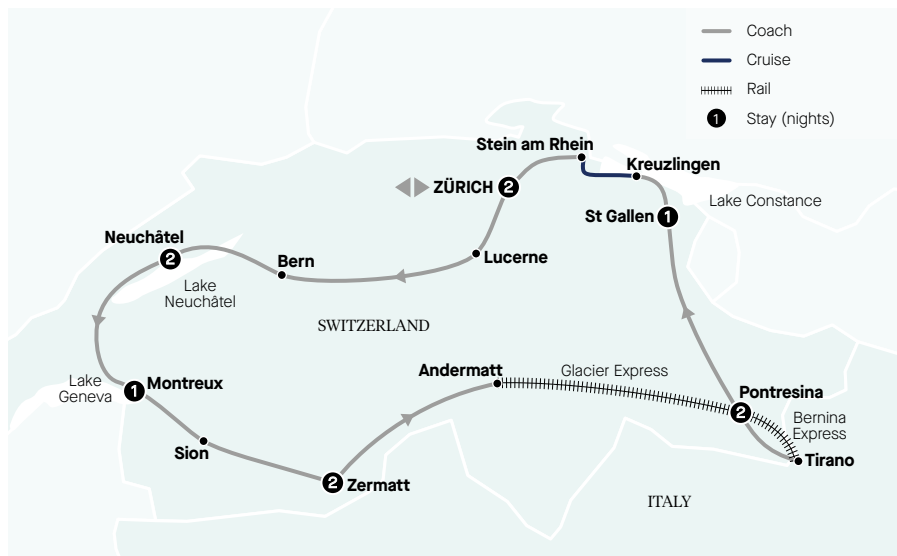 Coach
Cruise
Rail
1 Stay (nights)
Stein am Rhein
Kreuzlingen
ZÜRICH 2
Lake Constance
St Gallen 1
Neuchâtel
2
Bern
Lucerne
Lake
Neuchâtel
SWITZERLAND
Andermatt
Glacier Express
Lake
Geneva
1 Montreux
Pontresina
2
Bernina
Express
Sion
Tirano
2 Zermatt
ITALY